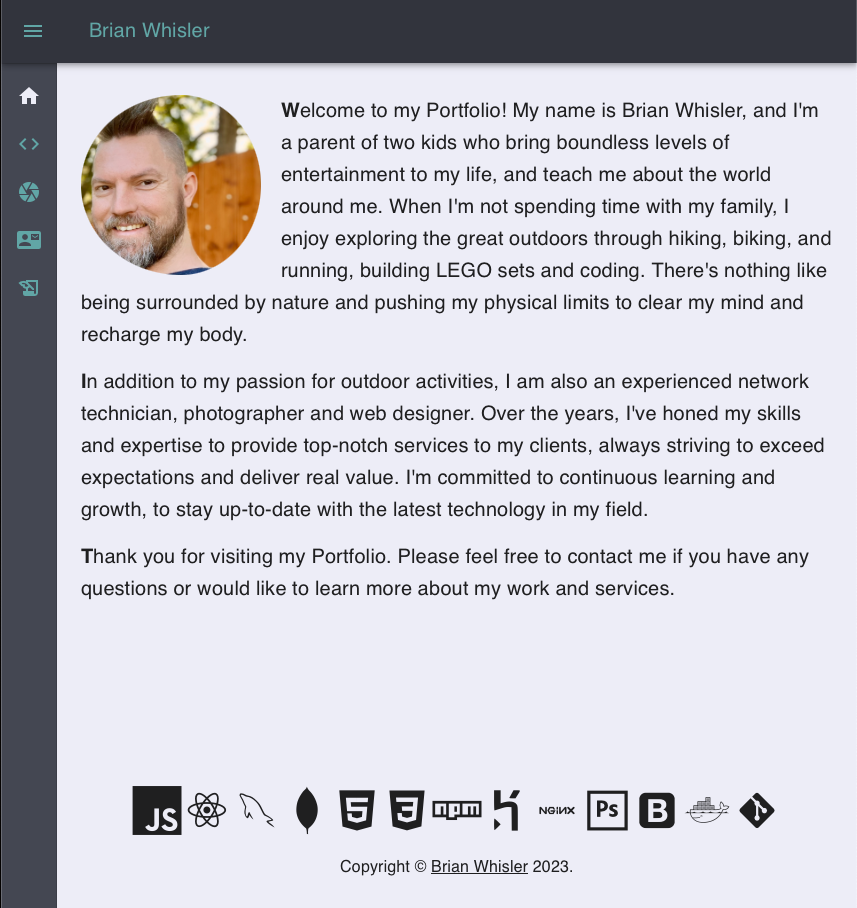 Brian Whisler
Welcome to my Portfolio! My name is Brian Whisler, and I'm
a parent of two kids who bring boundless levels of
entertainment to my life, and teach me about the world
around me. When I'm not spending time with my family, I
enjoy exploring the great outdoors through hiking, biking, and
running, building LEGO sets and coding. There's nothing like
being surrounded by nature and pushing my physical limits to clear my mind and
recharge my body.
In addition to my passion for outdoor activities, I am also an experienced network
technician, photographer and web designer. Over the years, I've honed my skills
and expertise to provide top-notch services to my clients, always striving to exceed
expectations and deliver real value. I'm committed to continuous learning and
growth, to stay up-to-date with the latest technology in my field.
Thank you for visiting my Portfolio. Please feel free to contact me if you have any
questions or would like to learn more about my work and services.
JS 5 3 npm NGINX Ps B
Copyright © Brian Whisler 2023.